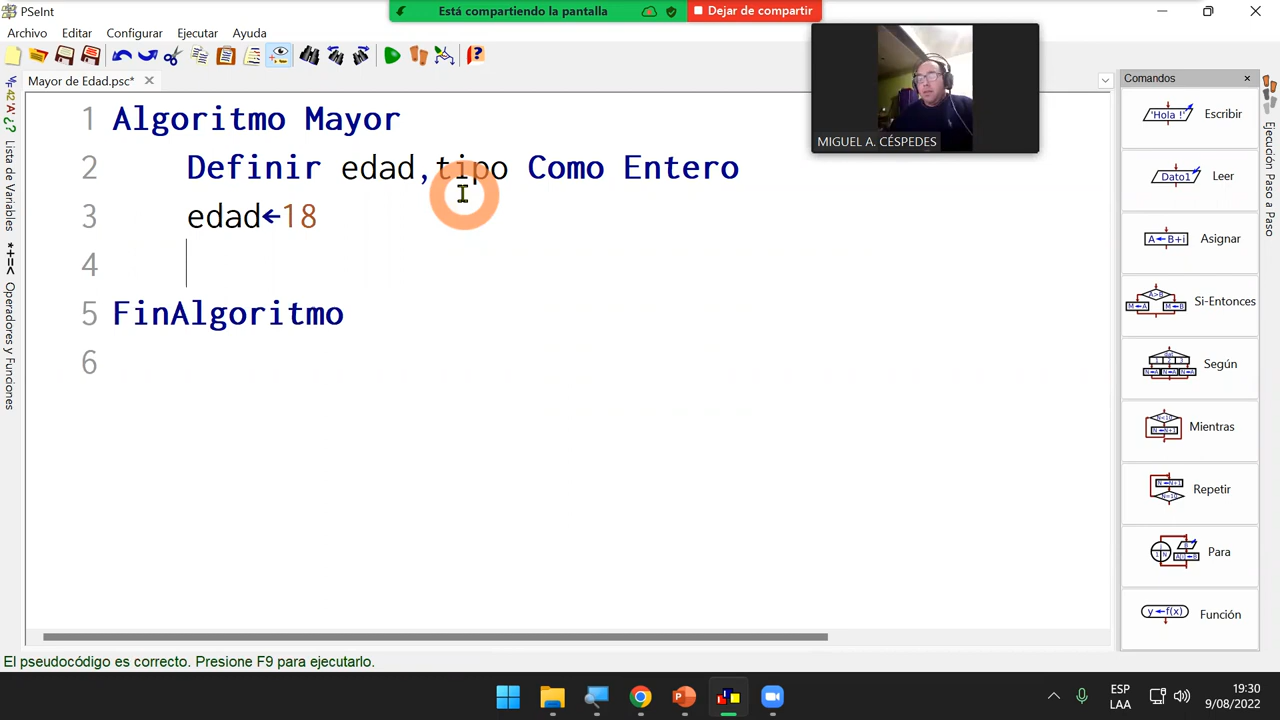 PSeInt
Está compartiendo la pantalla
Dejar de compartir
Archivo Editar Configurar Ejecutar Ayuda
Mayor de Edad.psc*
Comandos
MIGUEL A. CÉSPEDES
1 Algoritmo Mayor
2 Definir edad,tipo Como Entero
3 edad←18
4
5 FinAlgoritmo
6
Lista de Variables
*+=< Operadores y Funciones
'Hola !' Escribir
Dato1 Leer
A←B+i Asignar
A>B M←A M←B Si-Entonces
Según
Mientras
Repetir
Para
y←f(x) Función
Ejecución Paso a Paso
El pseudocódigo es correcto. Presione F9 para ejecutarlo.
ESP
LAA
19:30
9/08/2022